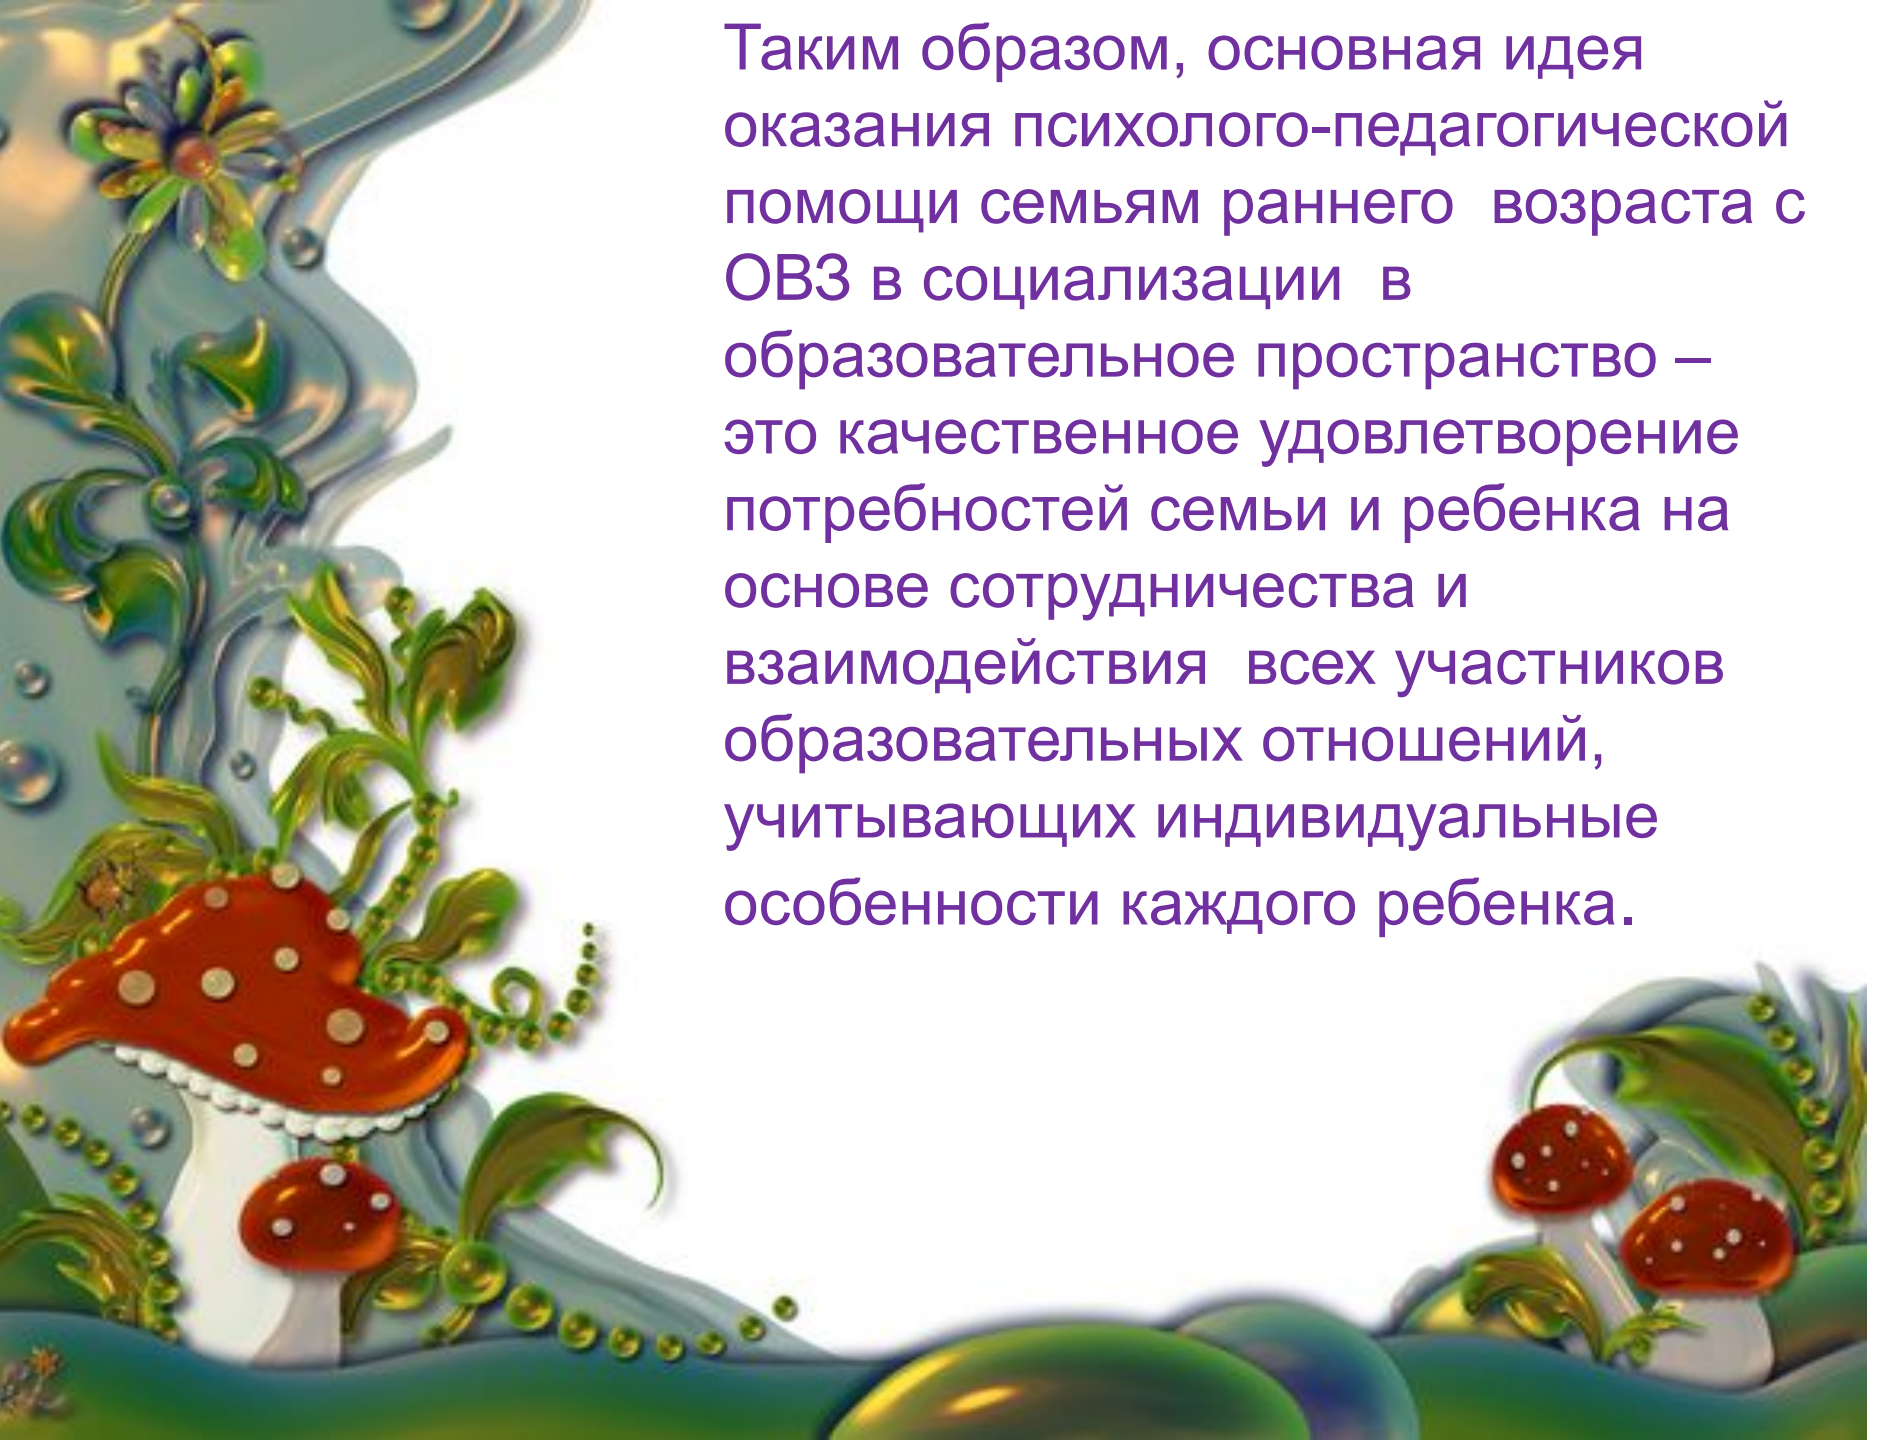 Таким образом, основная идея
оказания психолого-педагогической
помощи семьям раннего  возраста с
ОВЗ в социализации  в
образовательное пространство –
это качественное удовлетворение
потребностей семьи и ребенка на
основе сотрудничества и
взаимодействия  всех участников
образовательных отношений,
учитывающих индивидуальные
особенности каждого ребенка.